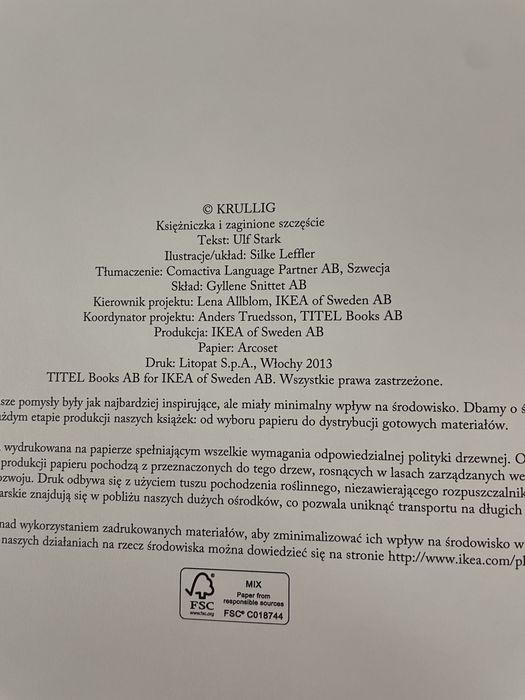 © KRULLIG
Księżniczka i zaginione szczęście
Tekst: Ulf Stark
Ilustracje/układ: Silke Leffler
Tłumaczenie: Comactiva Language Partner AB, Szwecja
Skład: Gyllene Snittet AB
Kierownik projektu: Lena Allblom, IKEA of Sweden AB
Koordynator projektu: Anders Truedsson, TITEL Books AB
Produkcja: IKEA of Sweden AB
Papier: Arcoset
Druk: Litopat S.p.A., Włochy 2013
TITEL Books AB for IKEA of Sweden AB. Wszystkie prawa zastrzeżone.
sze pomysły były jak najbardziej inspirujące, ale miały minimalny wpływ na środowisko. Dbamy o ś
ażdym etapie produkcji naszych książek: od wyboru papieru do dystrybucji gotowych materiałów.
wydrukowana na papierze spełniającym wszelkie wymagania odpowiedzialnej polityki drzewnej. O
produkcji papieru pochodzą z przeznaczonych do tego drzew, rosnących w lasach zarządzanych we
ozwoju. Druk odbywa się z użyciem tuszu pochodzenia roślinnego, niezawierającego rozpuszczalnik
arskie znajdują się w pobliżu naszych dużych ośrodków, co pozwala uniknąć transportu na długich
nad wykorzystaniem zadrukowanych materiałów, aby zminimalizować ich wpływ na środowisko w
naszych działaniach na rzecz środowiska można dowiedzieć się na stronie http://www.ikea.com/pl
FSC
www.fsc.org
MIX
Paper from
responsible sources
FSC® C018744